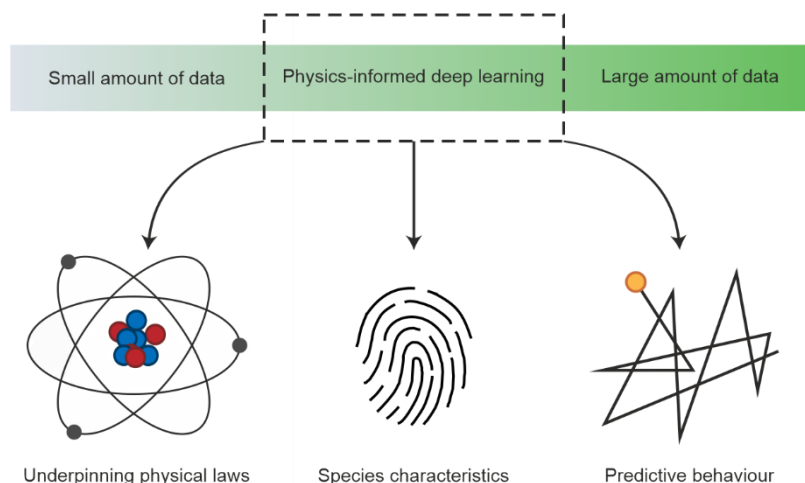 Small amount of data
Physics-informed deep learning
Large amount of data
Underpinning physical laws
Species characteristics
Predictive behaviour